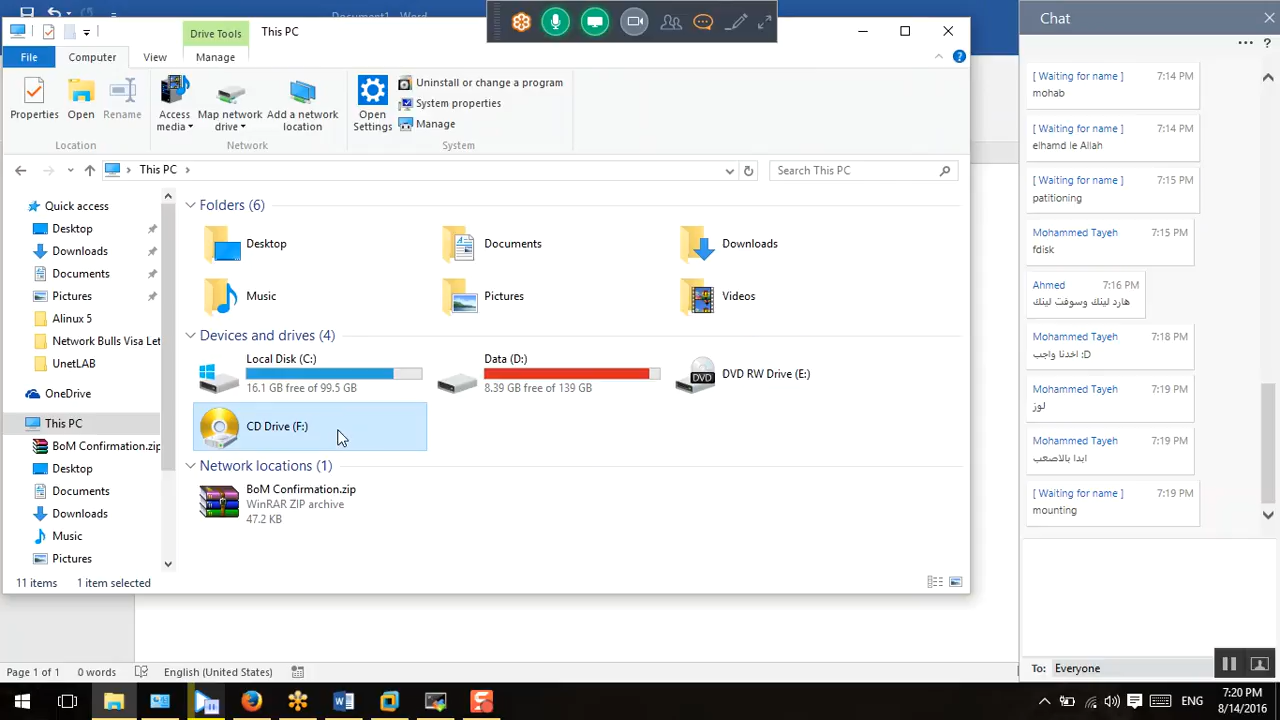 Document1 - Word
Drive Tools
This PC
File
Computer
View
Manage
Properties
Open
Rename
Location
Access media
Map network drive
Add a network location
Network
Open Settings
Uninstall or change a program
System properties
Manage
System
This PC
Search This PC
Quick access
Desktop
Downloads
Documents
Pictures
Alinux 5
Network Bulls Visa Let
UnetLAB
OneDrive
This PC
BoM Confirmation.zip
Desktop
Documents
Downloads
Music
Pictures
Folders (6)
Desktop
Documents
Downloads
Music
Pictures
Videos
Devices and drives (4)
Local Disk (C:)
16.1 GB free of 99.5 GB
Data (D:)
8.39 GB free of 139 GB
DVD
DVD RW Drive (E:)
CD Drive (F:)
Network locations (1)
BoM Confirmation.zip
WinRAR ZIP archive
47.2 KB
11 items
1 item selected
Page 1 of 1
0 words
English (United States)
Chat
[ Waiting for name ] 7:14 PM
mohab
[ Waiting for name ] 7:14 PM
elhamd le Allah
[ Waiting for name ] 7:15 PM
patitioning
Mohammed Tayeh 7:15 PM
fdisk
Ahmed 7:16 PM
هارد لينك وسوفت لينك
Mohammed Tayeh 7:18 PM
اخدنا واجب :D
Mohammed Tayeh 7:19 PM
لوز
Mohammed Tayeh 7:19 PM
ابدا بالاصعب
[ Waiting for name ] 7:19 PM
mounting
To: Everyone
ENG
7:20 PM
8/14/2016